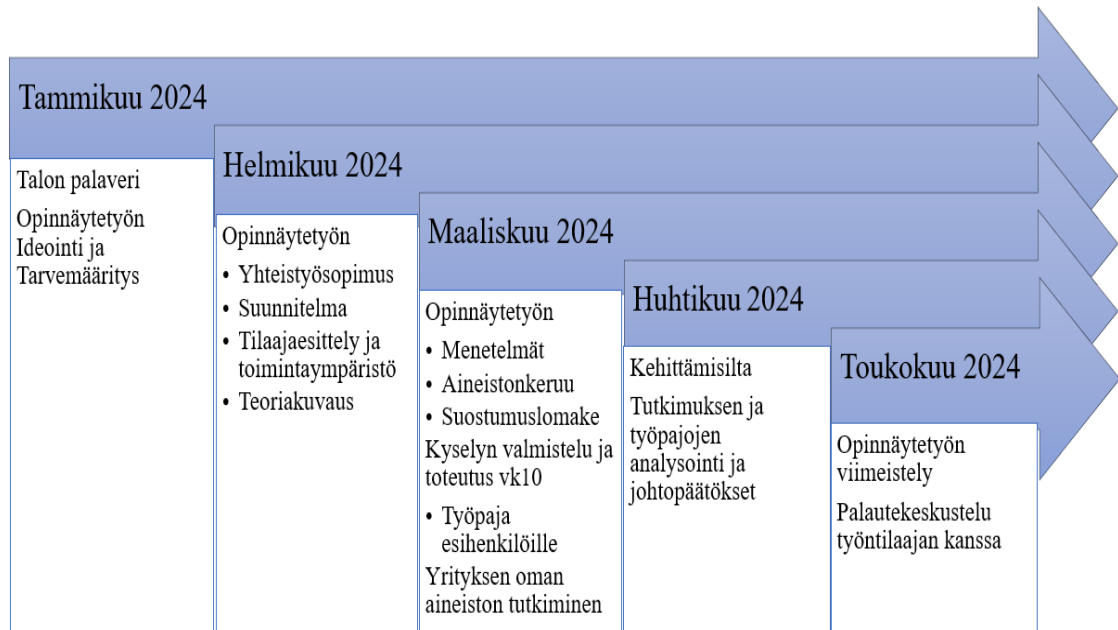 Tammikuu 2024
Talon palaveri
Opinnäytetyön
Ideointi ja
Tarvemääritys
Helmikuu 2024
Opinnäytetyön
• Yhteistyösopimus
• Suunnitelma
• Tilaajaesittely ja
toimintaympäristö
• Teoriakuvaus
Maaliskuu 2024
Opinnäytetyön
• Menetelmät
• Aineistonkeruu
• Suostumuslomake
Kyselyn valmistelu ja
toteutus vk10
• Työpaja
esihenkilöille
Yrityksen oman
aineiston tutkiminen
Huhtikuu 2024
Kehittämisilta
Tutkimuksen ja
työpajojen
analysointi ja
johtopäätökset
Toukokuu 2024
Opinnäytetyön
viimeistely
Palautekeskustelu
työntilaajan kanssa